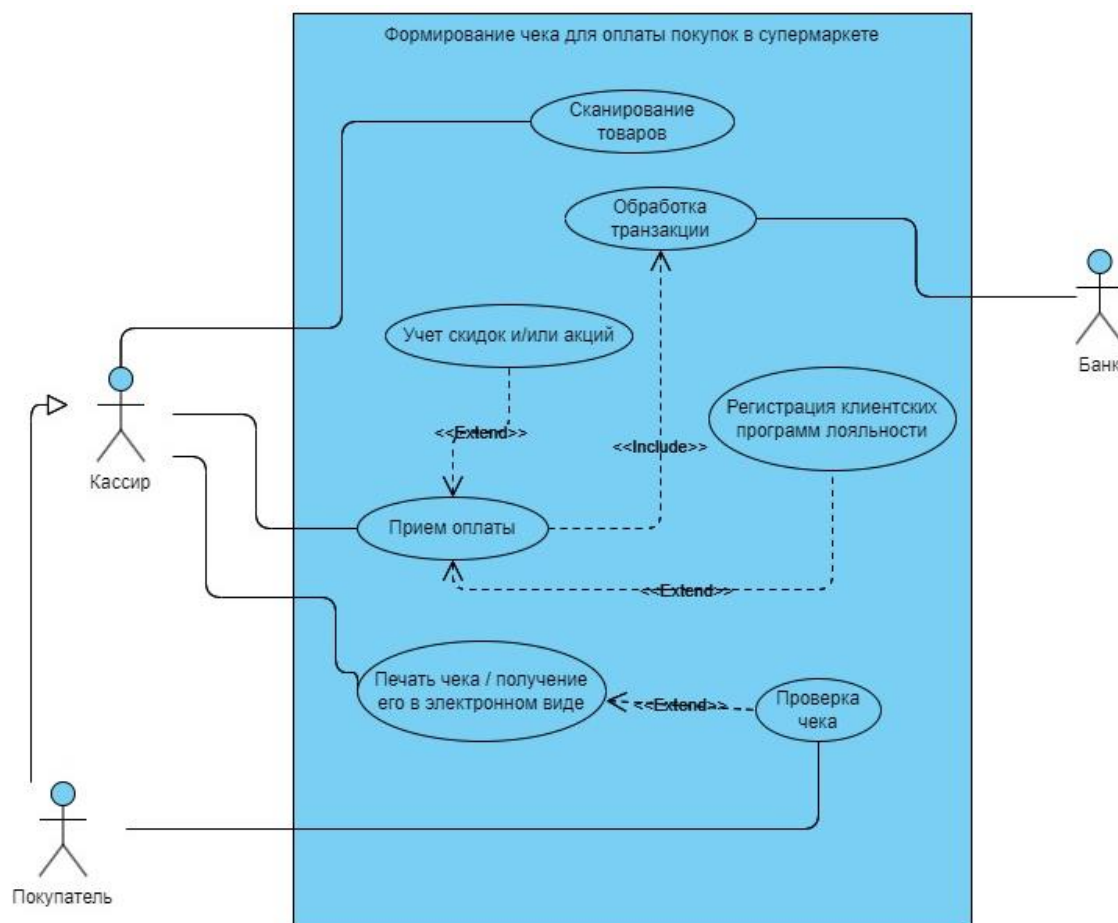 Формирование чека для оплаты покупок в супермаркете
Сканирование
товаров
Обработка
транзакции
Учет скидок и/или акций
Банк
Регистрация клиентских
программ лояльности
<<Extend>>
<<Include>>
Кассир
Прием оплаты
<<Extend>>
Печать чека / получение
его в электронном виде
<<Extend>>
Проверка
чека
Покупатель